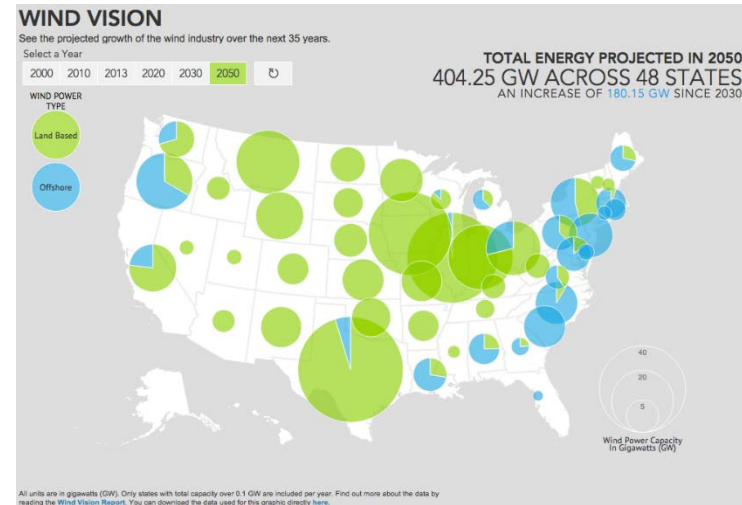 WIND VISION
See the projected growth of the wind industry over the next 35 years.
Select a Year
2000 2010 2013 2020 2030 2050
TOTAL ENERGY PROJECTED IN 2050
404.25 GW ACROSS 48 STATES
AN INCREASE OF 180.15 GW SINCE 2030
WIND POWER
TYPE
Land Based
Offshore
40
20
5
Wind Power Capacity
In Gigawatts (GW)
All units are in gigawatts (GW). Only states with total capacity over 0.1 GW are included per year. Find out more about the data by
reading the Wind Vision Report. You can download the data used for this graphic directly here.